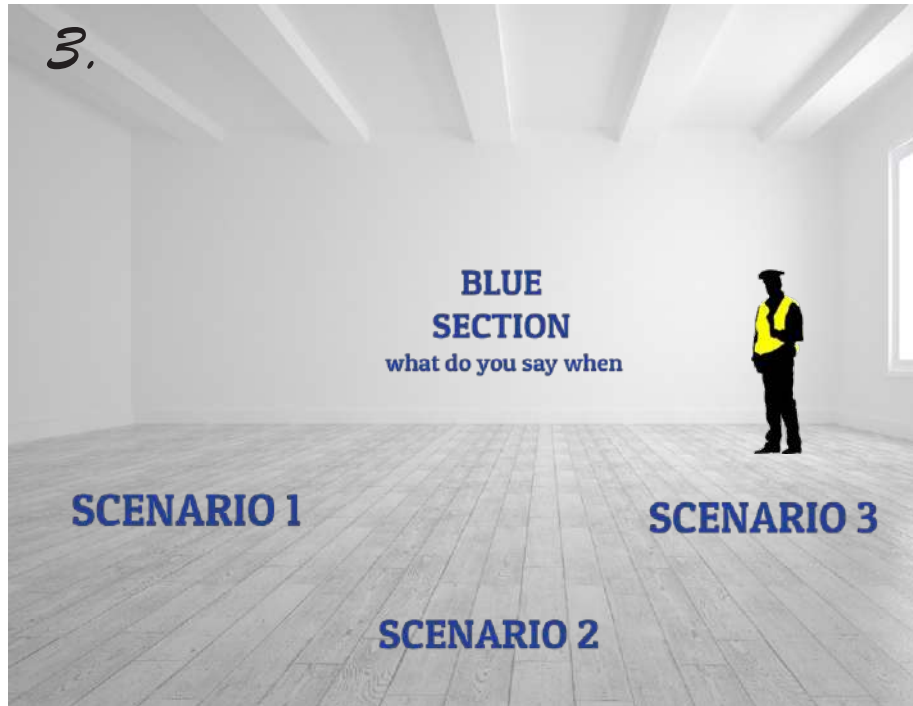 3.
BLUE
SECTION
what do you say when
SCENARIO 1
SCENARIO 3
SCENARIO 2